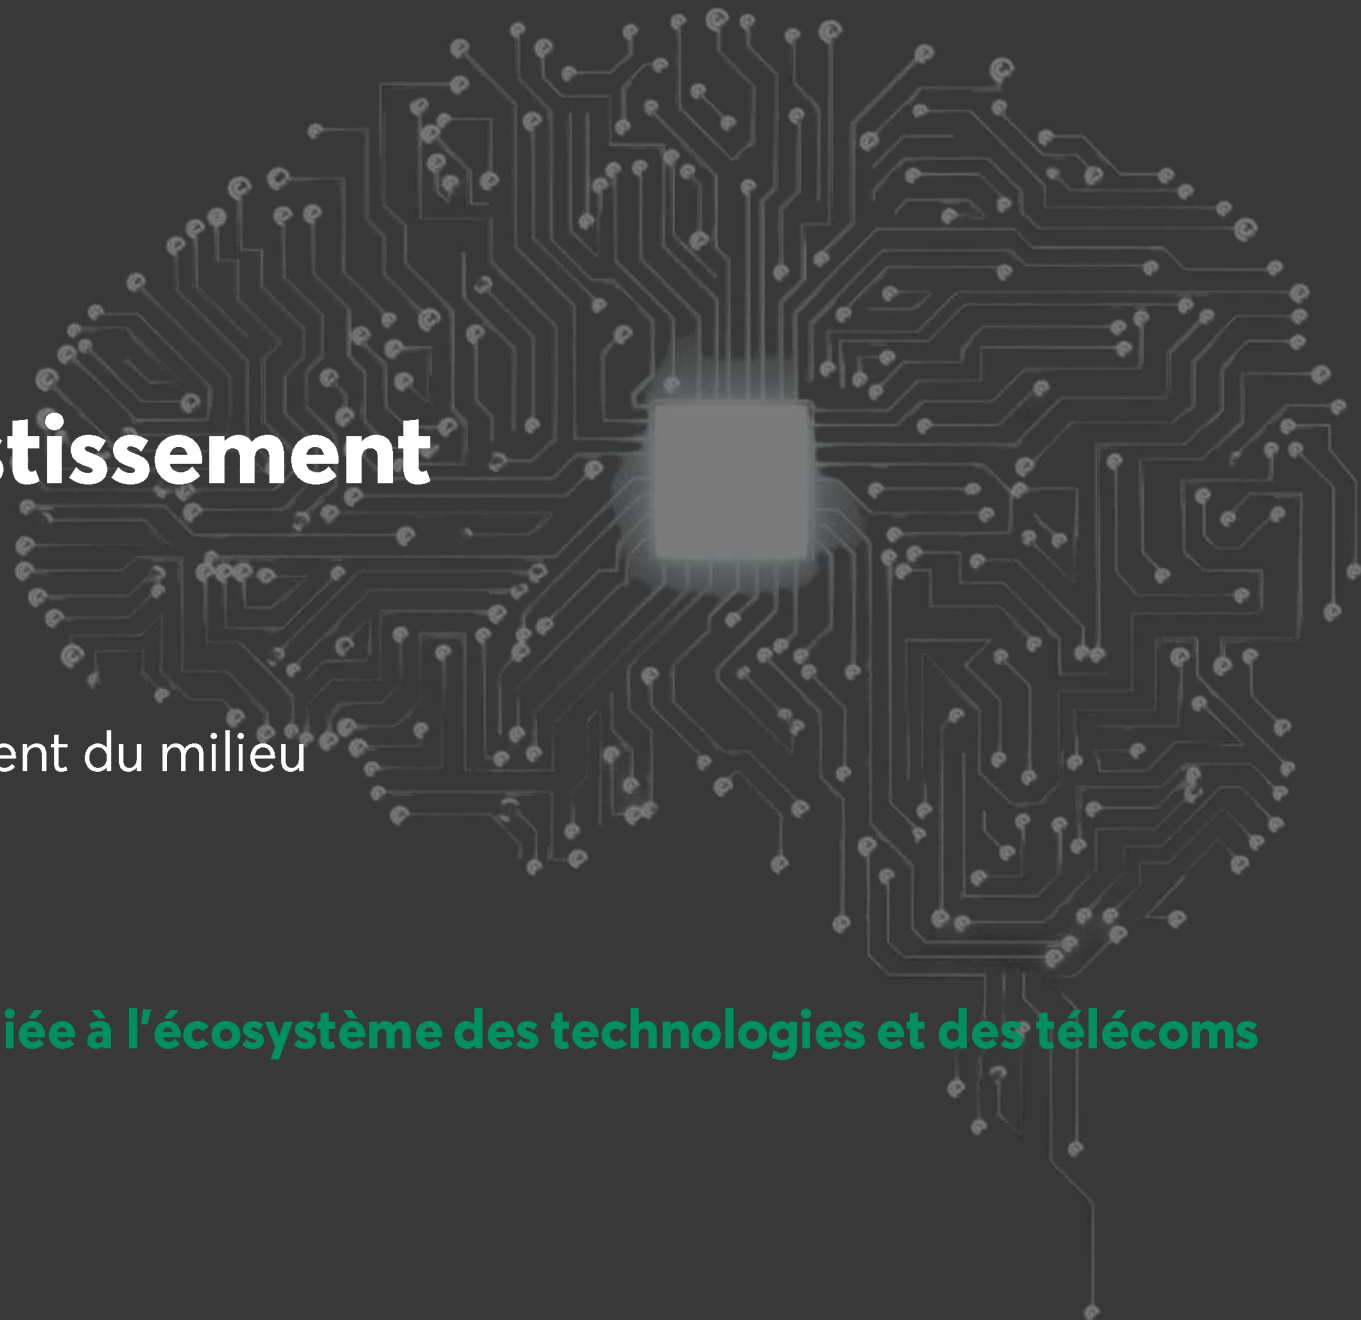 stissement
ent du milieu
iée à l'écosystème des technologies et des télécoms